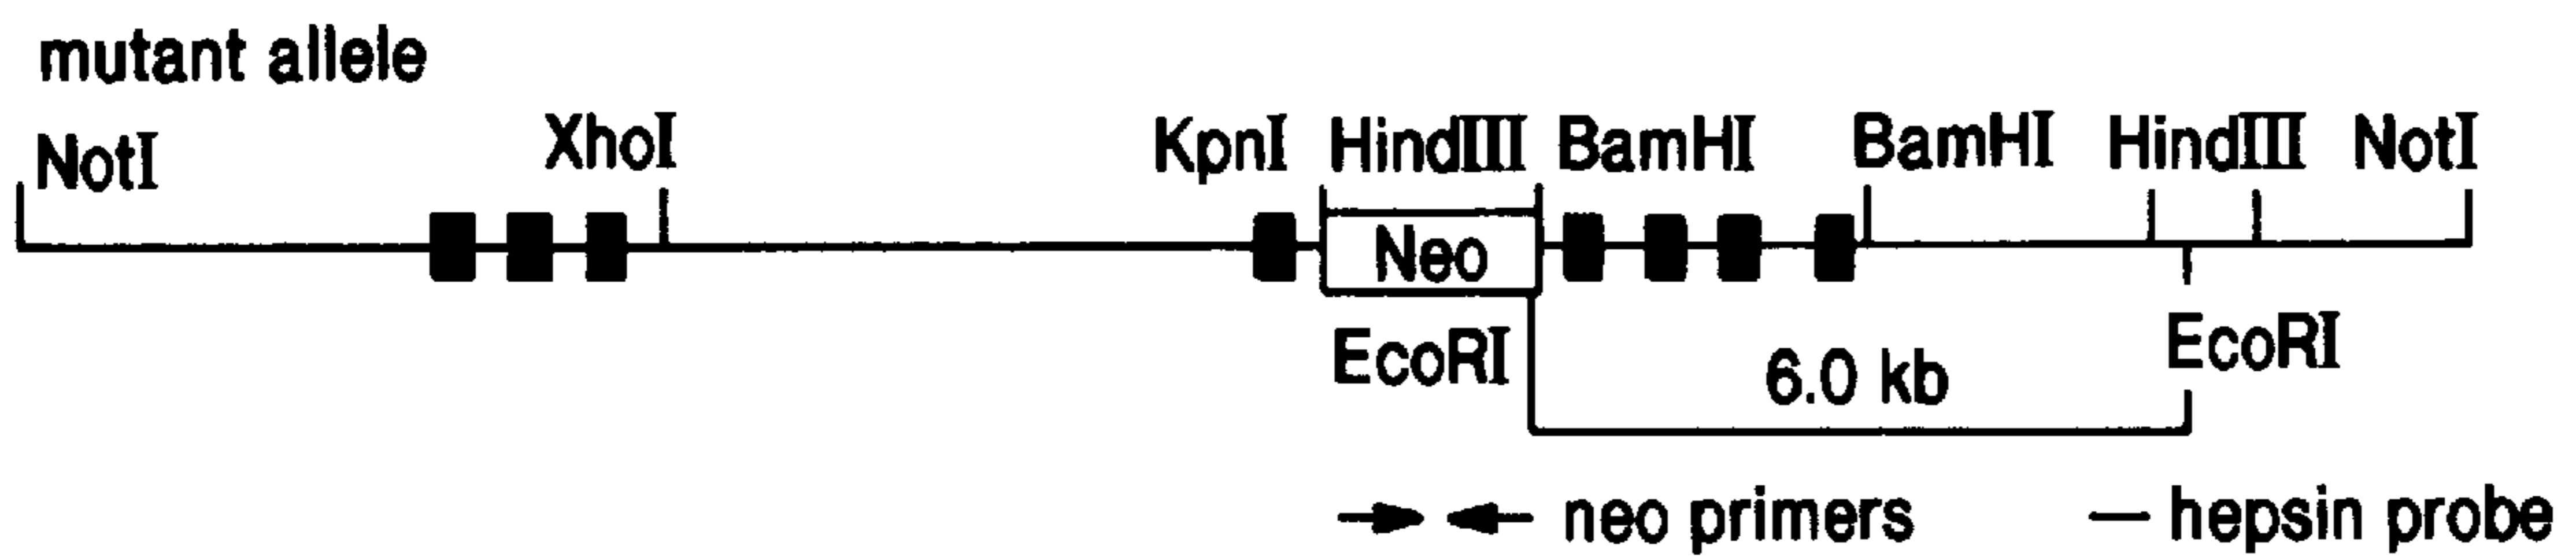 mutant allele
NotI XhoI KpnI HindIII BamHI BamHI HindIII NotI
Neo
EcoRI 6.0 kb EcoRI
neo primers hepsin probe